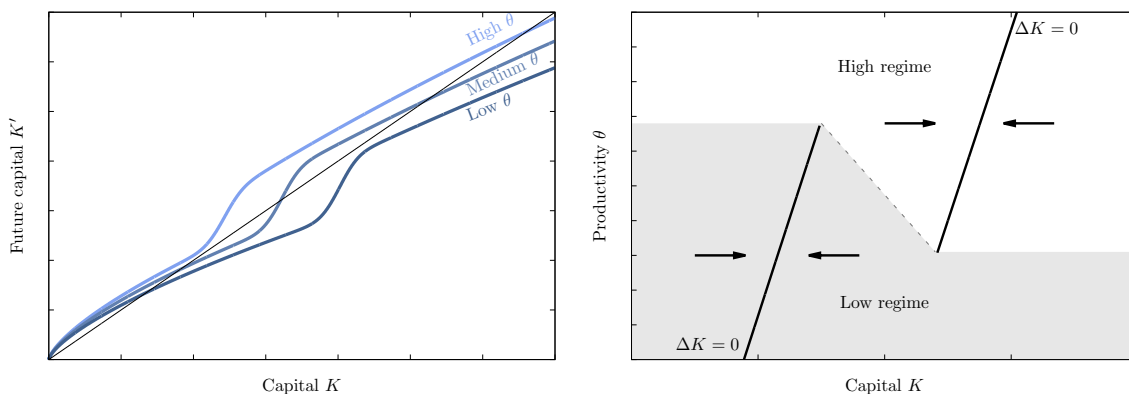 High θ
Medium θ
Low θ
Future capital K′
Capital K
ΔK = 0
High regime
Productivity θ
Low regime
ΔK = 0
Capital K